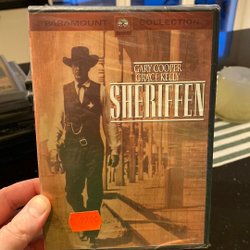 PARAMOUNT COLLECTION
GARY COOPER
GRACE KELLY
SHERIFFEN